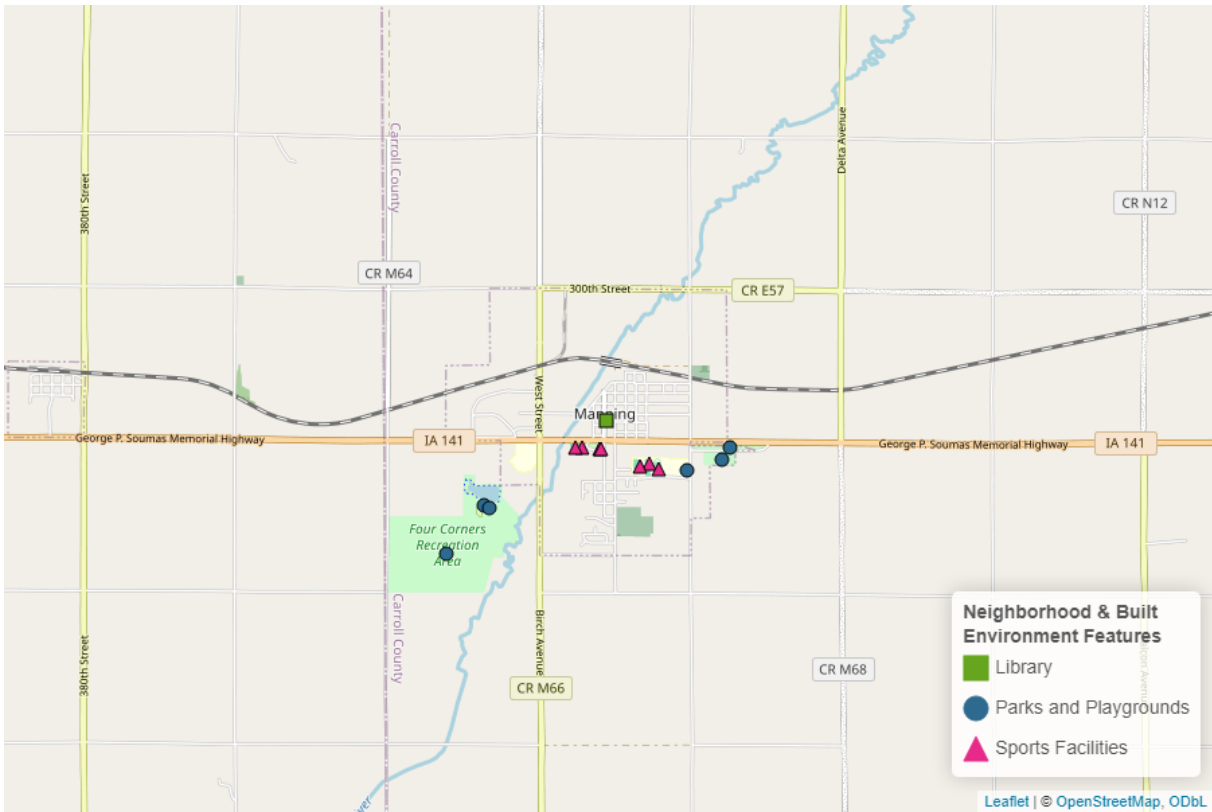 380th Street
Carroll County
Delta Avenue
CR N12
CR M64
300th Street
CR E57
West Street
Manning
George P. Soumas Memorial Highway
IA 141
George P. Soumas Memorial Highway
IA 141
Four Corners
Recreation
Area
380th Street
Carroll County
Birch Avenue
CR M66
CR M68
Neighborhood & Built
Environment Features
Library
Parks and Playgrounds
Sports Facilities
Leaflet | © OpenStreetMap, ODbL